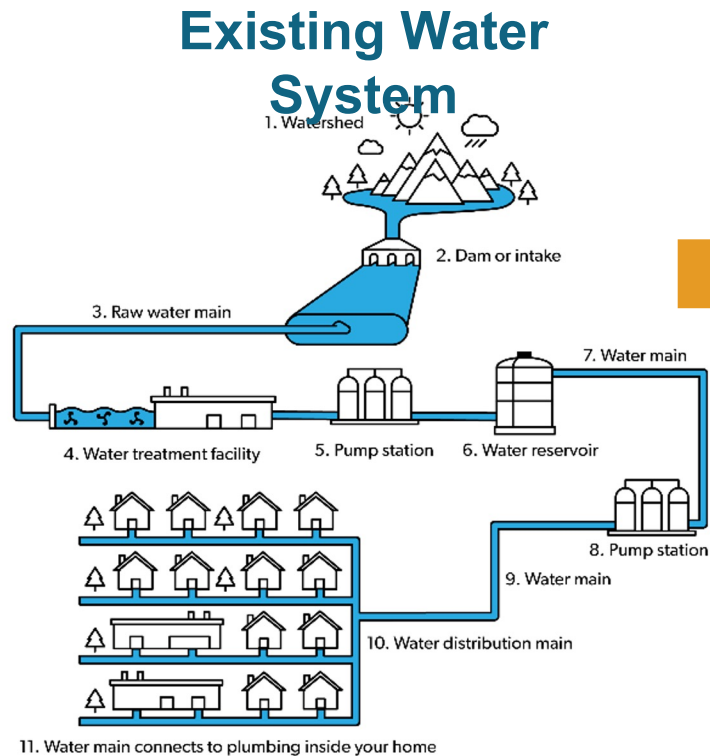 Existing Water
System
1. Watershed
2. Dam or intake
3. Raw water main
4. Water treatment facility
5. Pump station
6. Water reservoir
7. Water main
8. Pump station
9. Water main
10. Water distribution main
11. Water main connects to plumbing inside your home